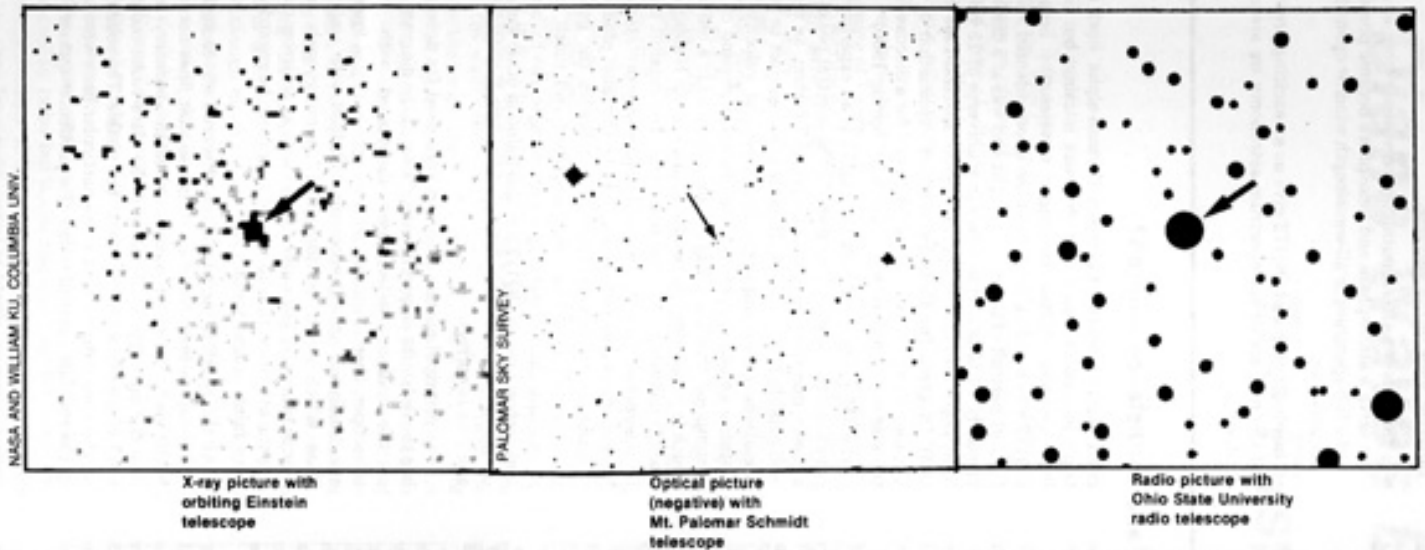 NASA AND WILLIAM KU, COLUMBIA UNIV.
X-ray picture with
orbiting Einstein
telescope
PALOMAR SKY SURVEY
Optical picture
(negative) with
Mt. Palomar Schmidt
telescope
Radio picture with
Ohio State University
radio telescope